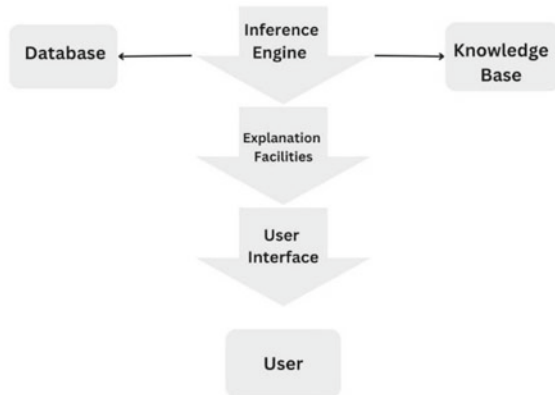 Database
Inference
Engine
Knowledge
Base
Explanation
Facilities
User
Interface
User